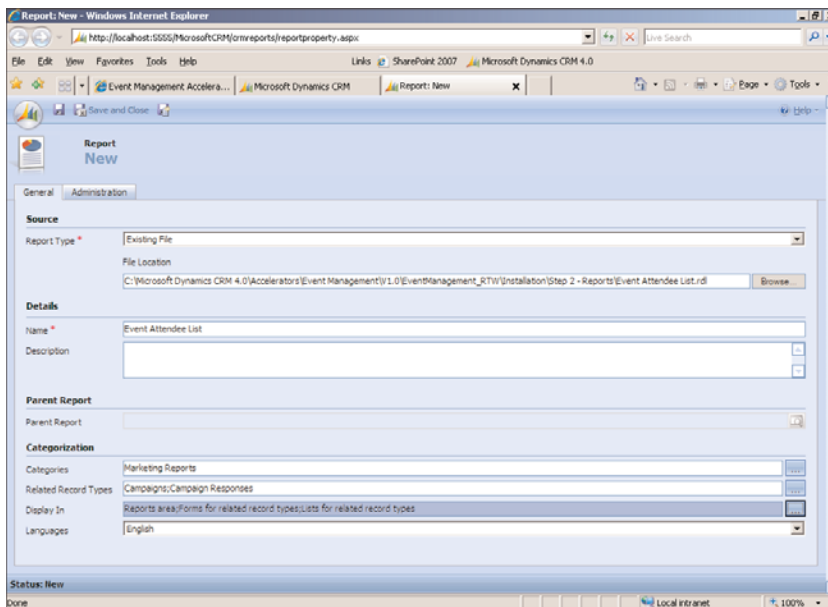 Report: New - Windows Internet Explorer
http://localhost:5555/MicrosoftCRM/crmreports/reportproperty.aspx
Live Search
File Edit View Favorites Tools Help
Links SharePoint 2007 Microsoft Dynamics CRM 4.0
Event Management Accelera... Microsoft Dynamics CRM Report: New
Page Tools
Save and Close
Help
Report
New
General Administration
Source
Report Type *
Existing File
File Location
C:\Microsoft Dynamics CRM 4.0\Accelerators\Event Management\V1.0\EventManagement_RTW\Installation\Step 2 - Reports\Event Attendee List.rdl
Browse...
Details
Name *
Event Attendee List
Description
Parent Report
Parent Report
Categorization
Categories
Marketing Reports
...
Related Record Types
Campaigns;Campaign Responses
...
Display In
Reports area;Forms for related record types;Lists for related record types
...
Languages
English
Status: New
Done
Local intranet
100%